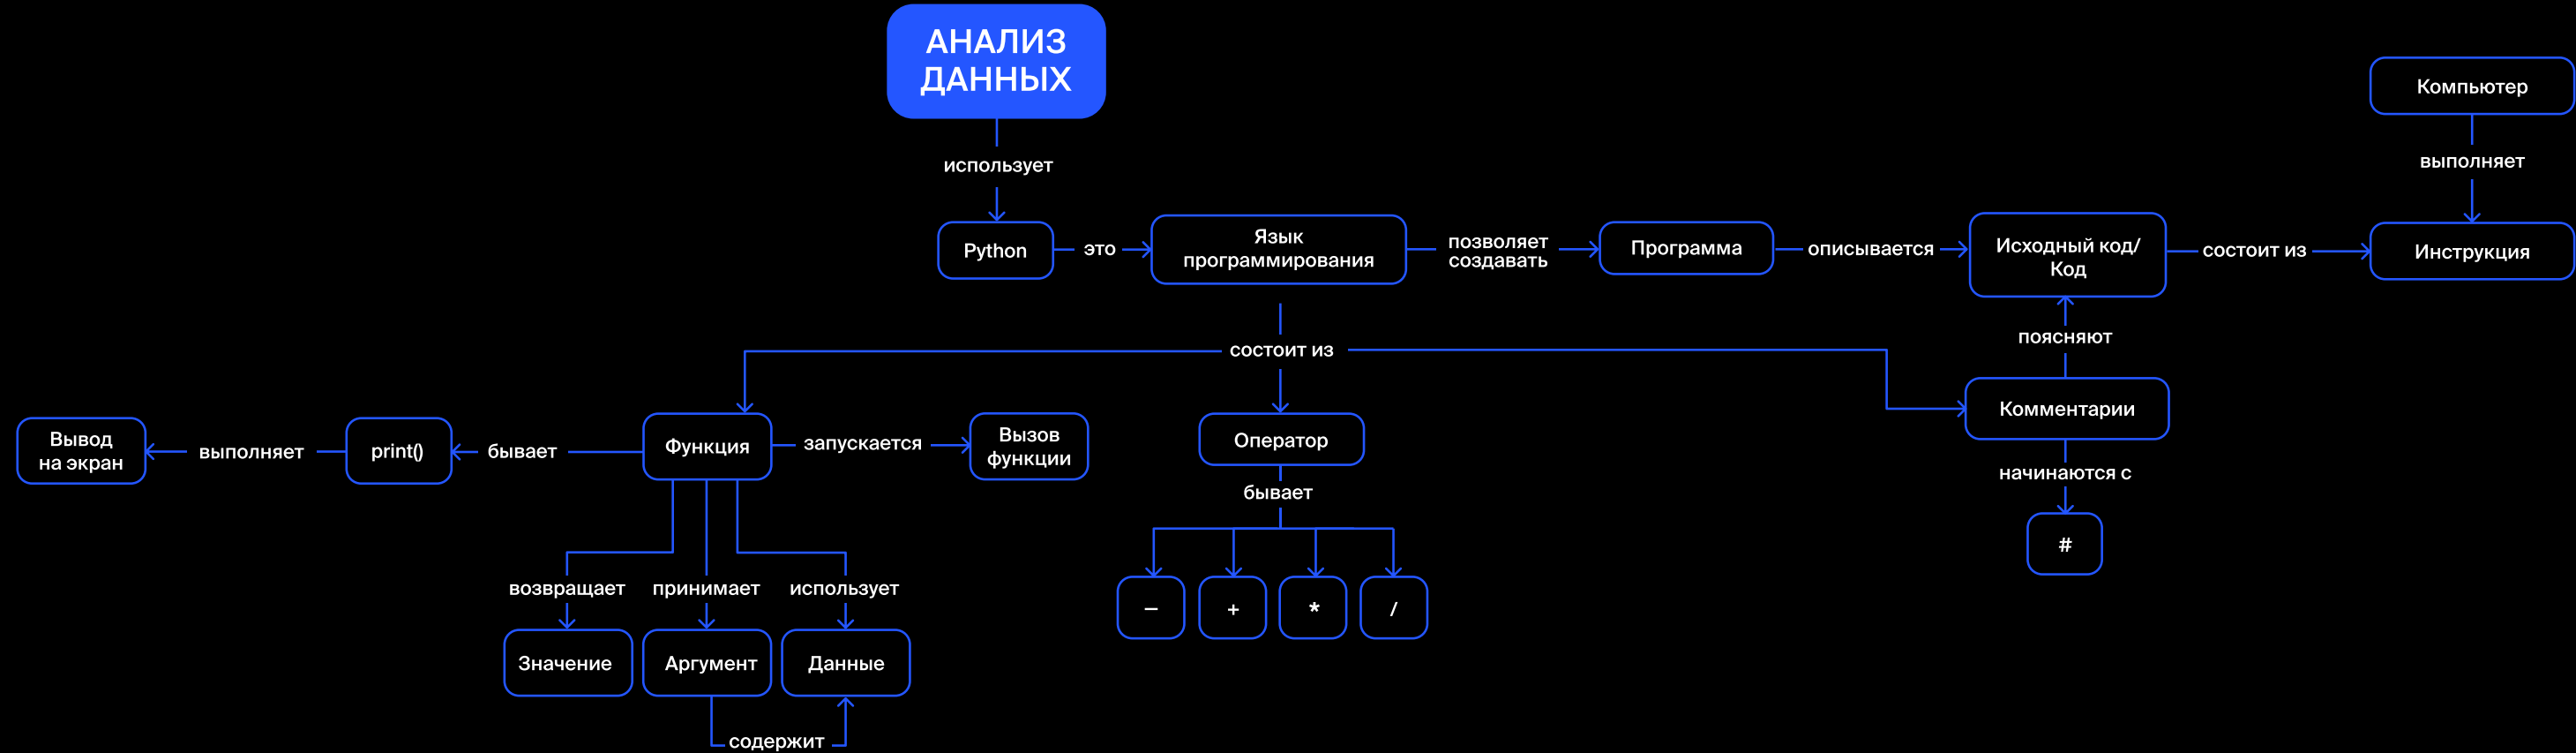 АНАЛИЗ
ДАННЫХ
Компьютер
использует
выполняет
Python
это
Язык
программирования
позволяет
создавать
Программа
описывается
Исходный код/
Код
состоит из
Инструкция
поясняют
состоит из
Комментарии
Вывод
на экран
выполняет
print()
бывает
Функция
запускается
Вызов
функции
Оператор
начинаются с
бывает
#
возвращает
принимает
использует
–
+
*
/
Значение
Аргумент
Данные
содержит